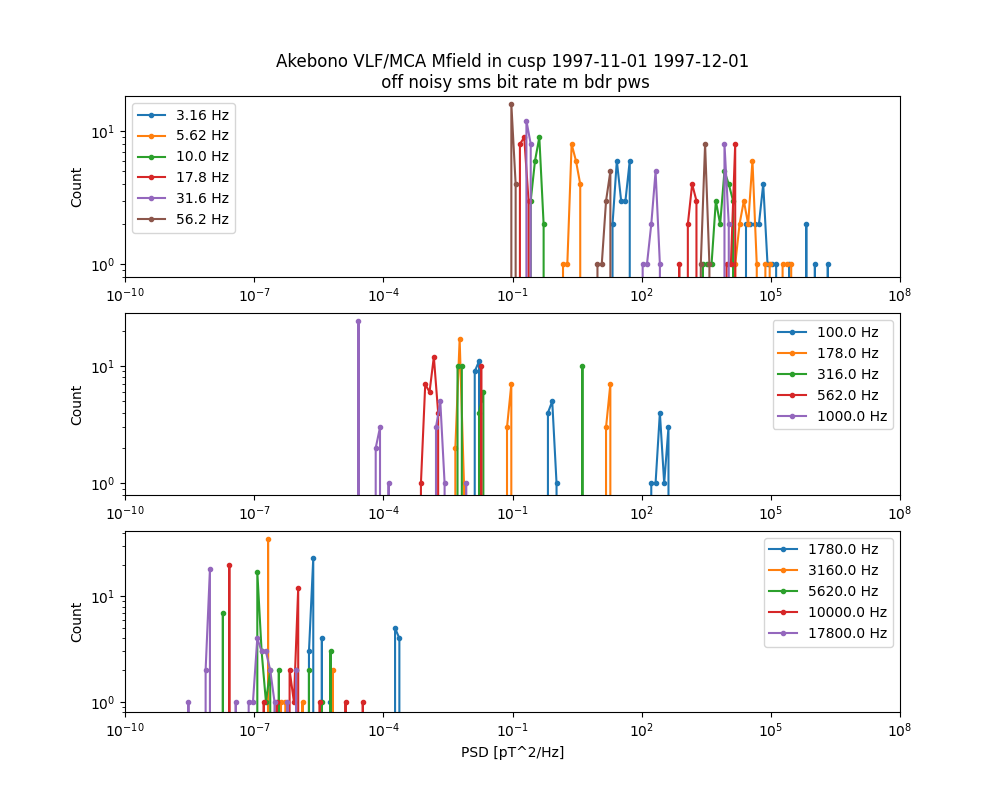 Akebono VLF/MCA Mfield in cusp 1997-11-01 1997-12-01
off noisy sms bit rate m bdr pws
Count
10¹
10⁰
3.16 Hz
5.62 Hz
10.0 Hz
17.8 Hz
31.6 Hz
56.2 Hz
10⁻¹⁰ 10⁻⁷ 10⁻⁴ 10⁻¹ 10² 10⁵ 10⁸
Count
10¹
10⁰
100.0 Hz
178.0 Hz
316.0 Hz
562.0 Hz
1000.0 Hz
10⁻¹⁰ 10⁻⁷ 10⁻⁴ 10⁻¹ 10² 10⁵ 10⁸
Count
10¹
10⁰
1780.0 Hz
3160.0 Hz
5620.0 Hz
10000.0 Hz
17800.0 Hz
10⁻¹⁰ 10⁻⁷ 10⁻⁴ 10⁻¹ 10² 10⁵ 10⁸
PSD [pT^2/Hz]